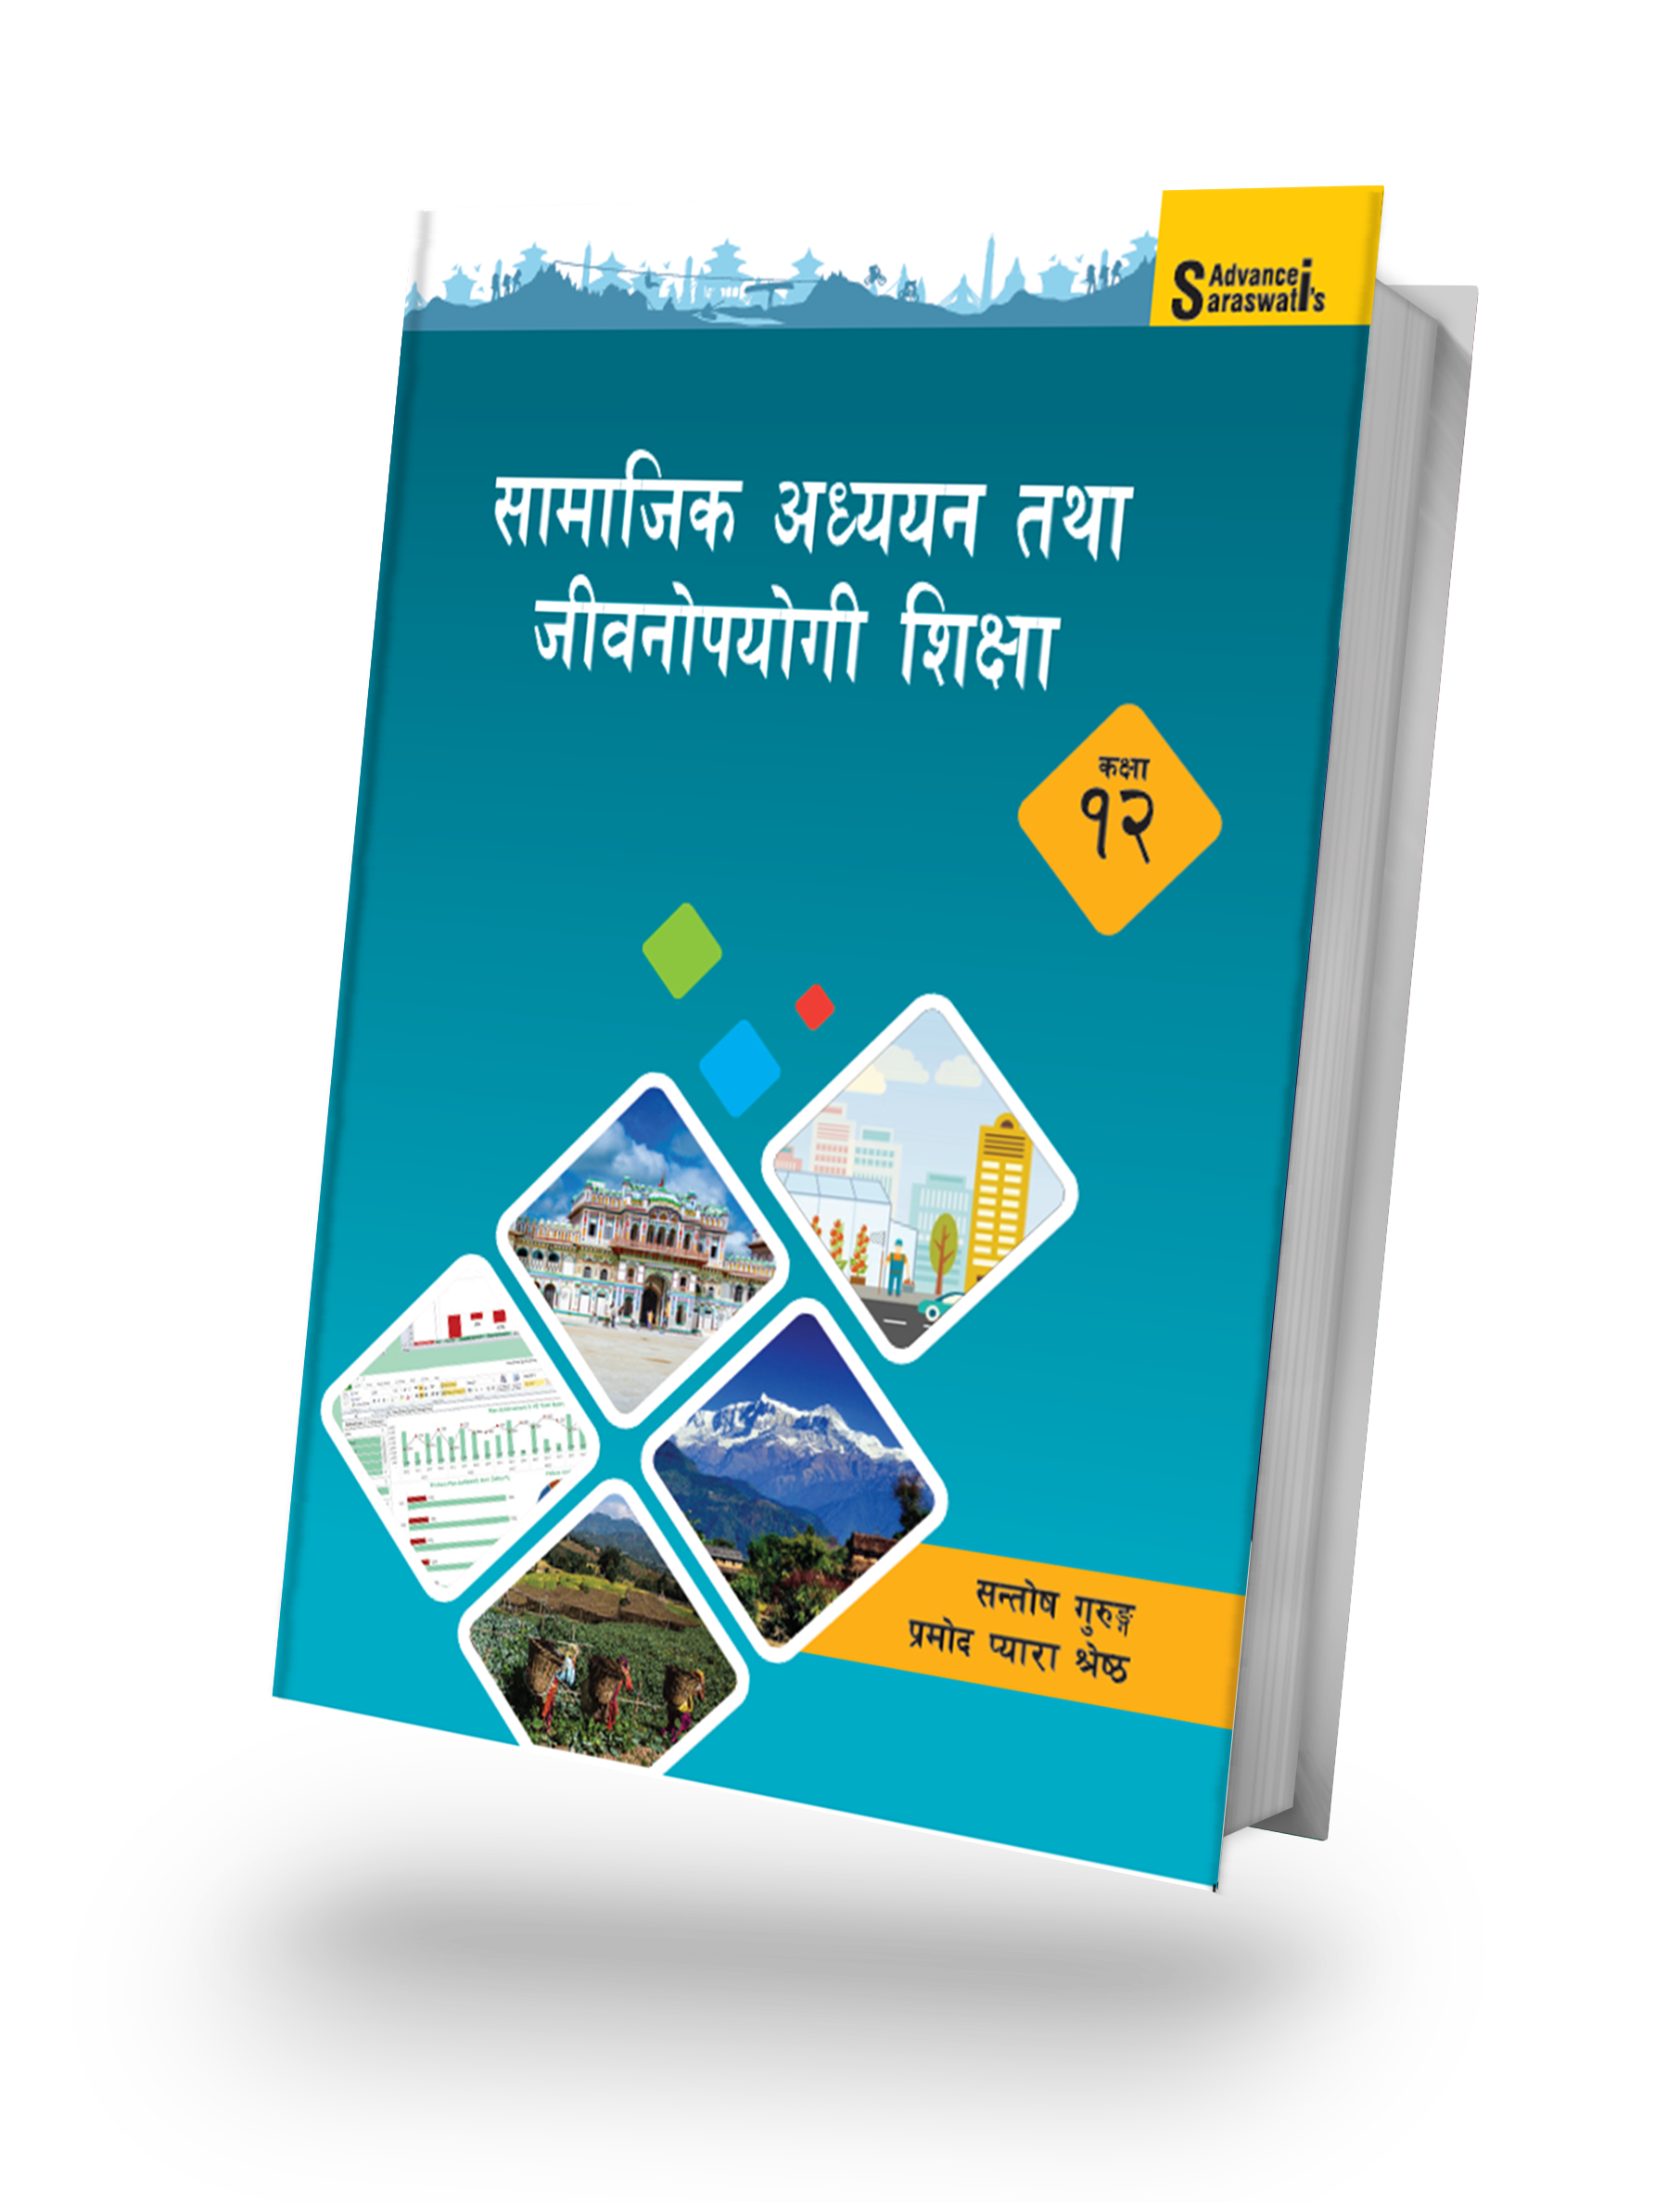 Advance
Saraswati's
सामाजिक अध्ययन तथा
जीवनोपयोगी शिक्षा
कक्षा
१२
सन्तोष गुरुङ्ग
प्रमोद प्यारा श्रेष्ठ